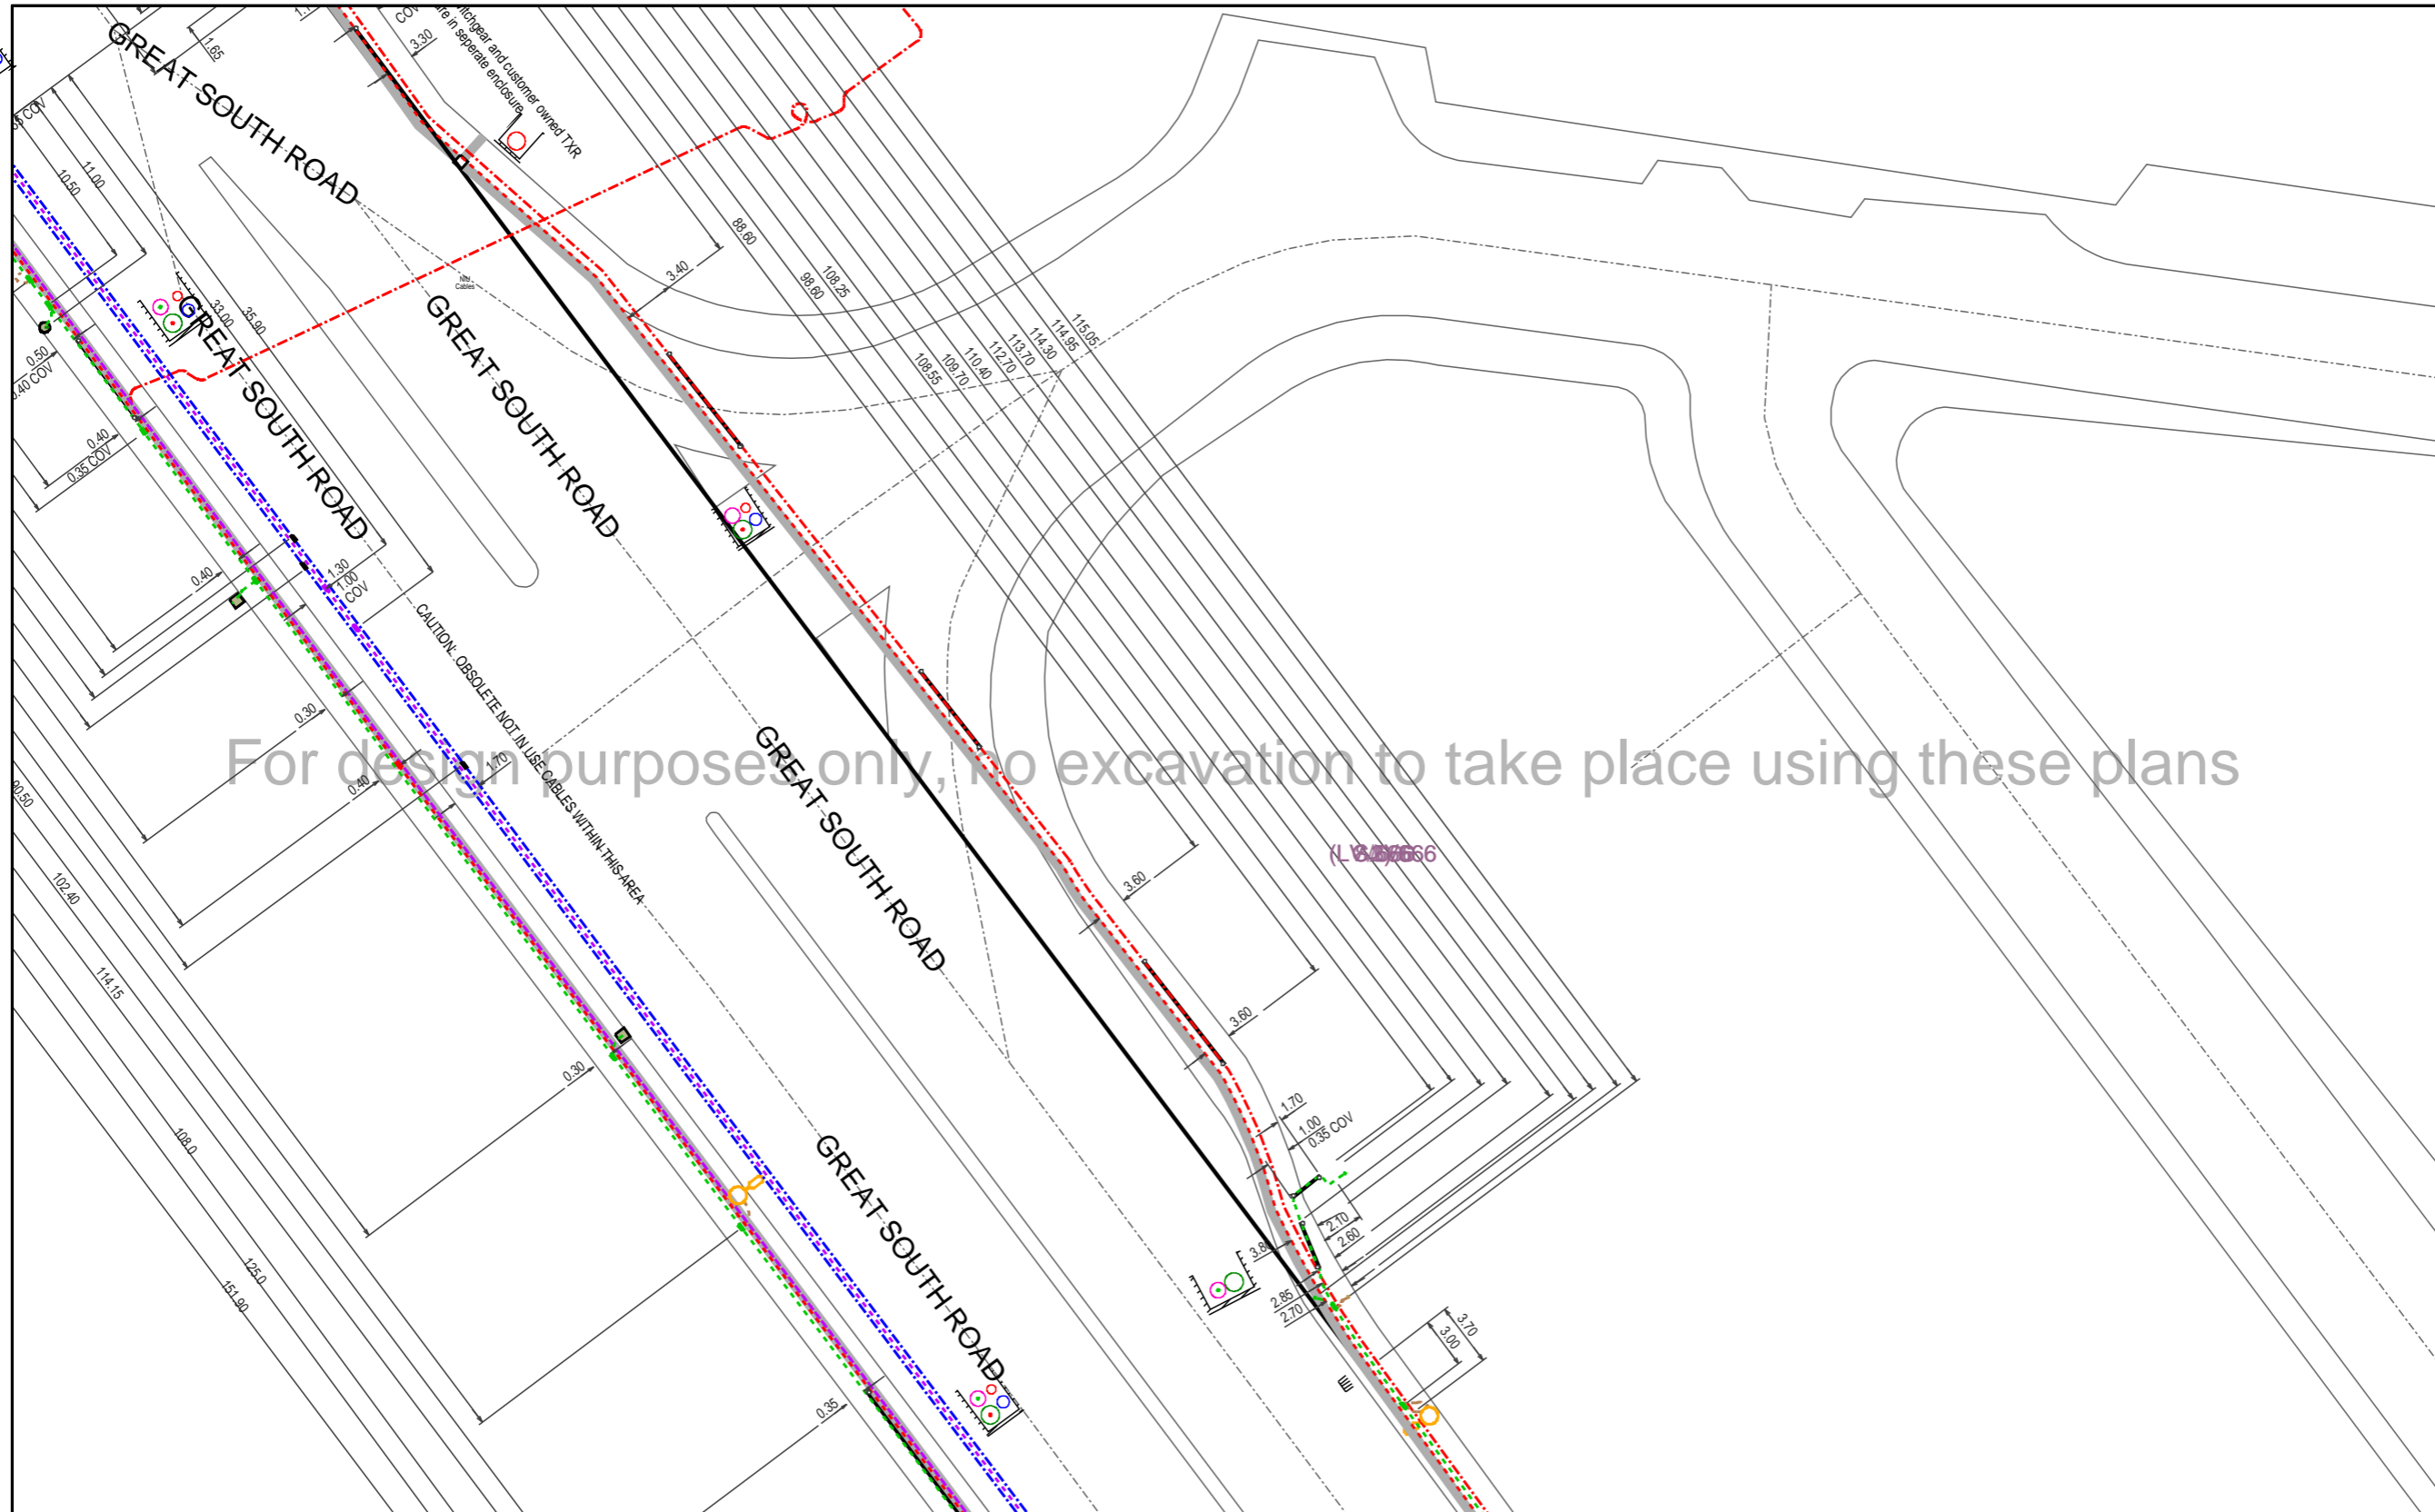 GREAT SOUTH ROAD
1.65
COV
3.30
switchgear and customer owned TXR
are in seperate enclosure
10.50
11.00
33.00
35.90
GREAT SOUTH ROAD
NIU
Cables
GREAT SOUTH ROAD
3.40
88.60
98.60
108.25
108.55
109.70
110.40
112.70
113.70
114.30
114.95
115.05
0.50
0.40 COV
0.40
0.35 COV
0.40
1.30
1.00
COV
CAUTION: OBSOLETE NOT IN USE CABLES WITHIN THIS AREA
0.30
0.40
1.70
For design purposes only, no excavation to take place using these plans
GREAT SOUTH ROAD
90.50
102.40
114.15
108.0
125.0
151.90
0.30
0.35
3.60
3.60
1.70
1.00
0.35 COV
2.10
2.60
2.85
2.70
3.70
3.00
GREAT SOUTH ROAD